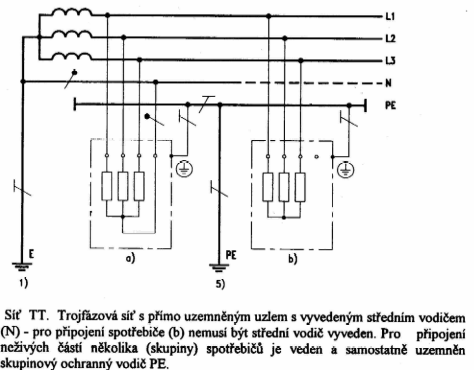 L1
L2
L3
N
PE
E
a)
PE
b)
1)
5)
Síť TT. Trojfázová síť s přímo uzemněným uzlem s vyvedeným středním vodičem
(N) - pro připojení spotřebiče (b) nemusí být střední vodič vyveden. Pro připojení
neživých částí několika (skupiny) spotřebičů je veden a samostatně uzemněn
skupinový ochranný vodič PE.